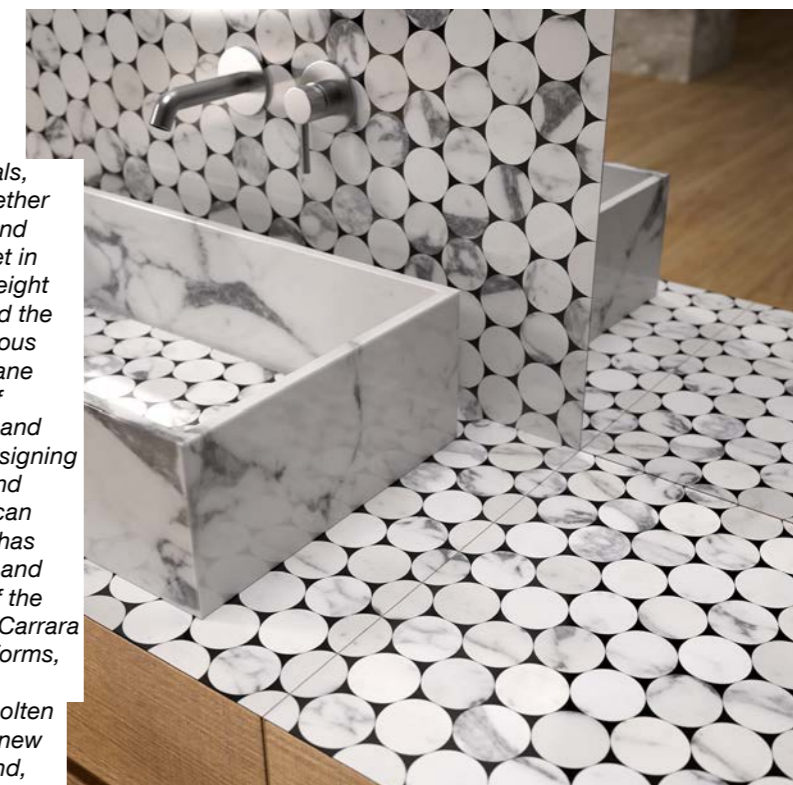 als,
ether
nd
et in
eight
d the
ous
ane
f
and
signing
nd
can
has
and
f the
Carrara
forms,
olten
new
nd,